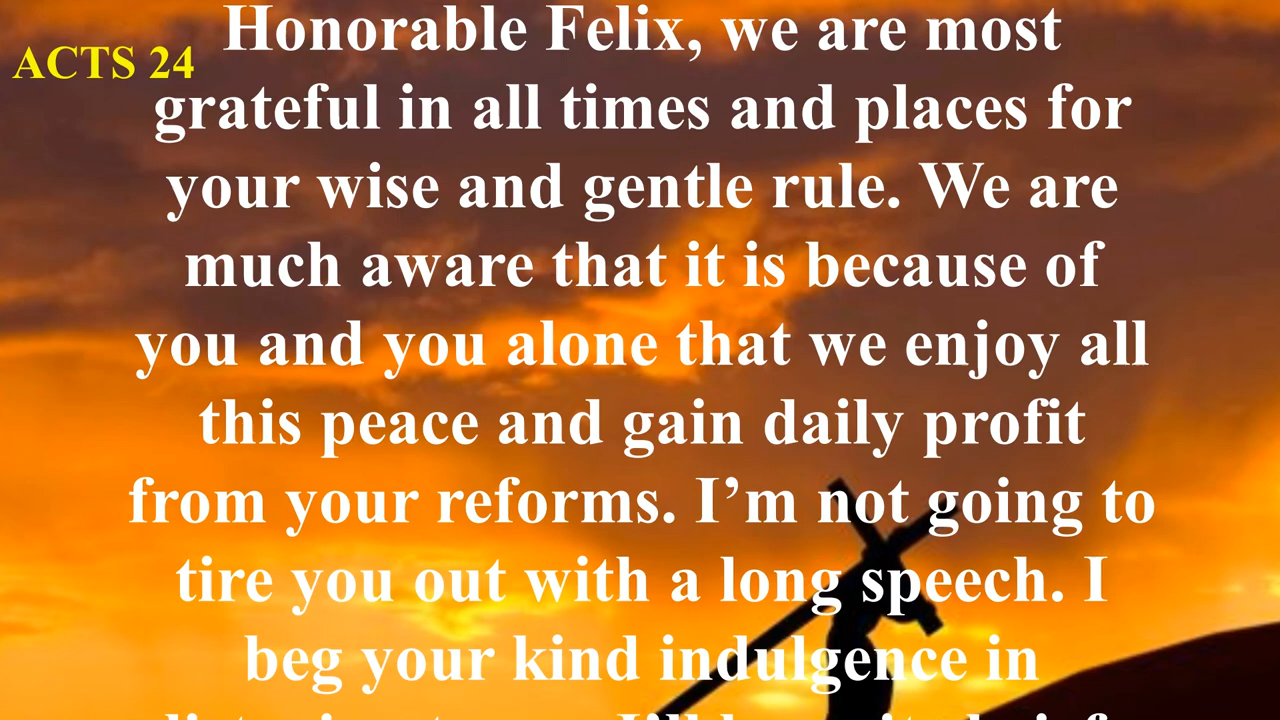 Honorable Felix, we are most
ACTS 24
grateful in all times and places for
your wise and gentle rule. We are
much aware that it is because of
you and you alone that we enjoy all
this peace and gain daily profit
from your reforms. I’m not going to
tire you out with a long speech. I
beg your kind indulgence in